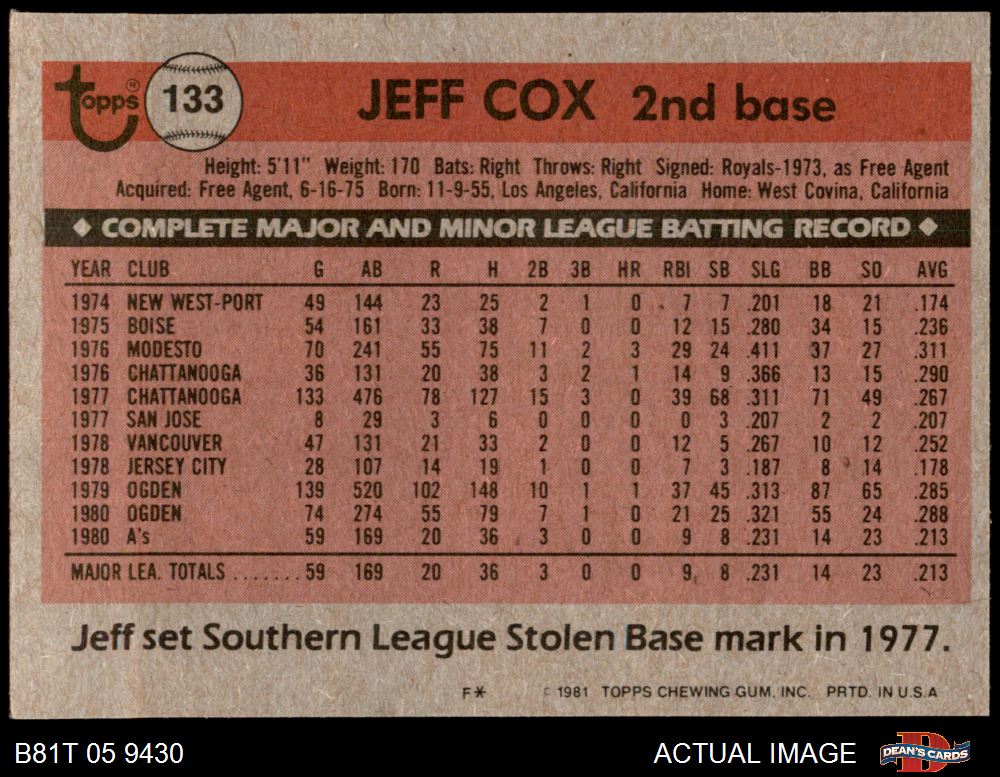 topps® 133 JEFF COX 2nd base
Height: 5'11" Weight: 170 Bats: Right Throws: Right Signed: Royals-1973, as Free Agent
Acquired: Free Agent, 6-16-75 Born: 11-9-55, Los Angeles, California Home: West Covina, California
◆ COMPLETE MAJOR AND MINOR LEAGUE BATTING RECORD ◆
YEAR CLUB G AB R H 2B 3B HR RBI SB SLG BB SO AVG
1974 NEW WEST-PORT 49 144 23 25 2 1 0 7 7 .201 18 21 .174
1975 BOISE 54 161 33 38 7 0 0 12 15 .280 34 15 .236
1976 MODESTO 70 241 55 75 11 2 3 29 24 .411 37 27 .311
1976 CHATTANOOGA 36 131 20 38 3 2 1 14 9 .366 13 15 .290
1977 CHATTANOOGA 133 476 78 127 15 3 0 39 68 .311 71 49 .267
1977 SAN JOSE 8 29 3 6 0 0 0 0 3 .207 2 2 .207
1978 VANCOUVER 47 131 21 33 2 0 0 12 5 .267 10 12 .252
1978 JERSEY CITY 28 107 14 19 1 0 0 7 3 .187 8 14 .178
1979 OGDEN 139 520 102 148 10 1 1 37 45 .313 87 65 .285
1980 OGDEN 74 274 55 79 7 1 0 21 25 .321 55 24 .288
1980 A's 59 169 20 36 3 0 0 9 8 .231 14 23 .213
MAJOR LEA. TOTALS .......59 169 20 36 3 0 0 9 8 .231 14 23 .213
Jeff set Southern League Stolen Base mark in 1977.
F* © 1981 TOPPS CHEWING GUM, INC. PRTD. IN U.S.A
B81T 05 9430 ACTUAL IMAGE DEAN'S CARDS